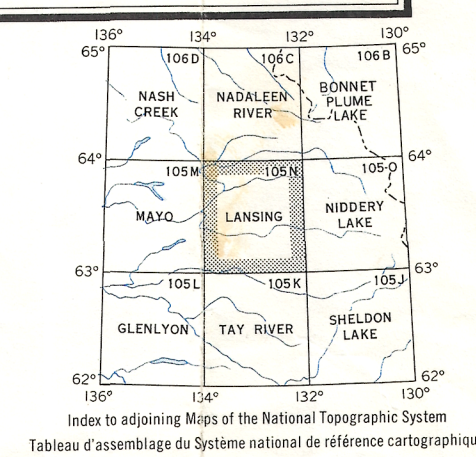 136° 134° 132° 130°
65° 106 D 106 C 106 B 65°
NASH CREEK
NADALEEN RIVER
BONNET PLUME LAKE
64° 105 M 105 N 105-O 64°
MAYO
LANSING
NIDDERY LAKE
63° 105 L 105 K 105 J 63°
GLENLYON
TAY RIVER
SHELDON LAKE
62° 62°
136° 134° 132° 130°
Index to adjoining Maps of the National Topographic System
Tableau d'assemblage du Système national de référence cartographiqu